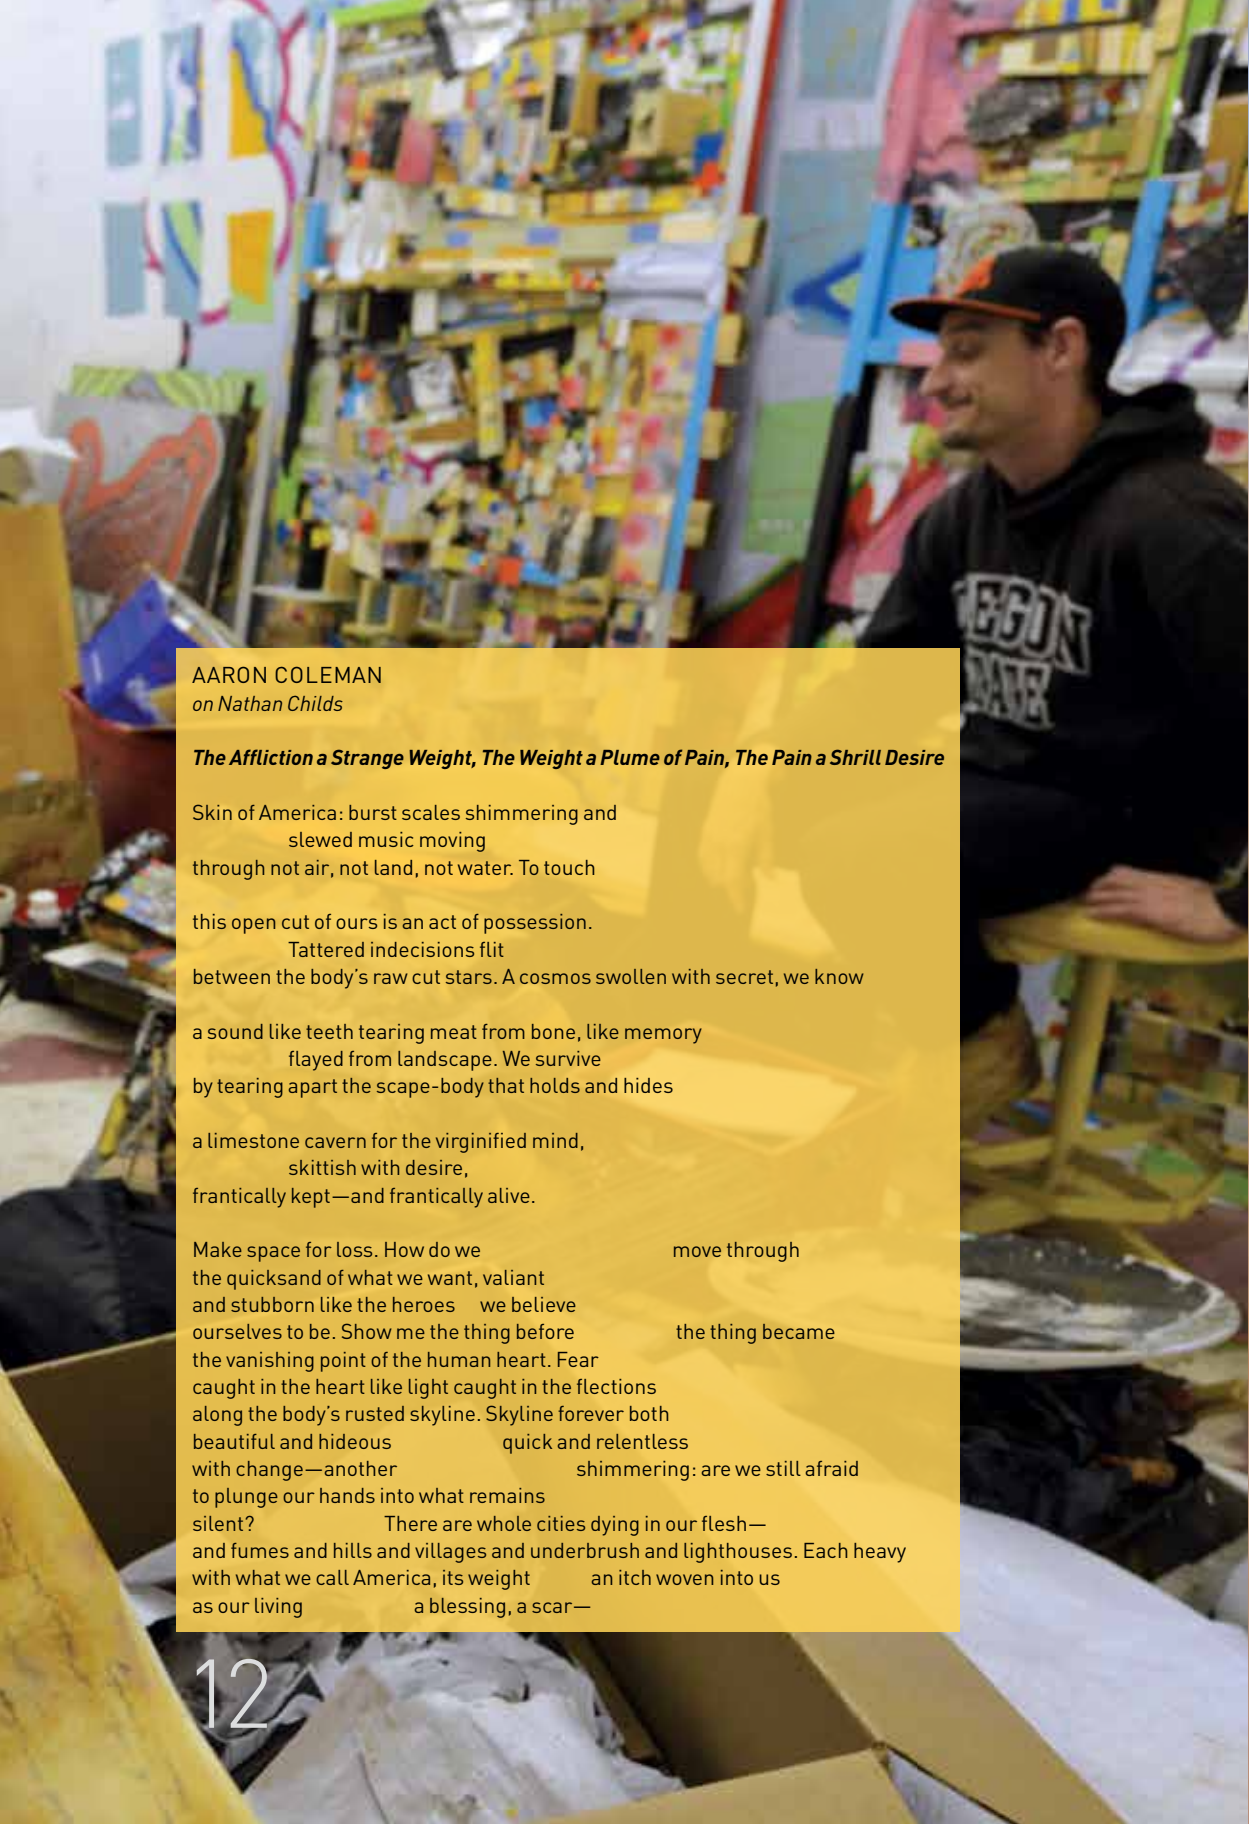 AARON COLEMAN
on Nathan Childs
The Affliction a Strange Weight, The Weight a Plume of Pain, The Pain a Shrill Desire
Skin of America: burst scales shimmering and
slewed music moving
through not air, not land, not water. To touch
this open cut of ours is an act of possession.
Tattered indecisions flit
between the body's raw cut stars. A cosmos swollen with secret, we know
a sound like teeth tearing meat from bone, like memory
flayed from landscape. We survive
by tearing apart the scape-body that holds and hides
a limestone cavern for the virginified mind,
skittish with desire,
frantically kept—and frantically alive.
Make space for loss. How do we move through
the quicksand of what we want, valiant
and stubborn like the heroes we believe
ourselves to be. Show me the thing before the thing became
the vanishing point of the human heart. Fear
caught in the heart like light caught in the flections
along the body's rusted skyline. Skyline forever both
beautiful and hideous quick and relentless
with change—another shimmering: are we still afraid
to plunge our hands into what remains
silent? There are whole cities dying in our flesh—
and fumes and hills and villages and underbrush and lighthouses. Each heavy
with what we call America, its weight an itch woven into us
as our living a blessing, a scar—
12
EGON